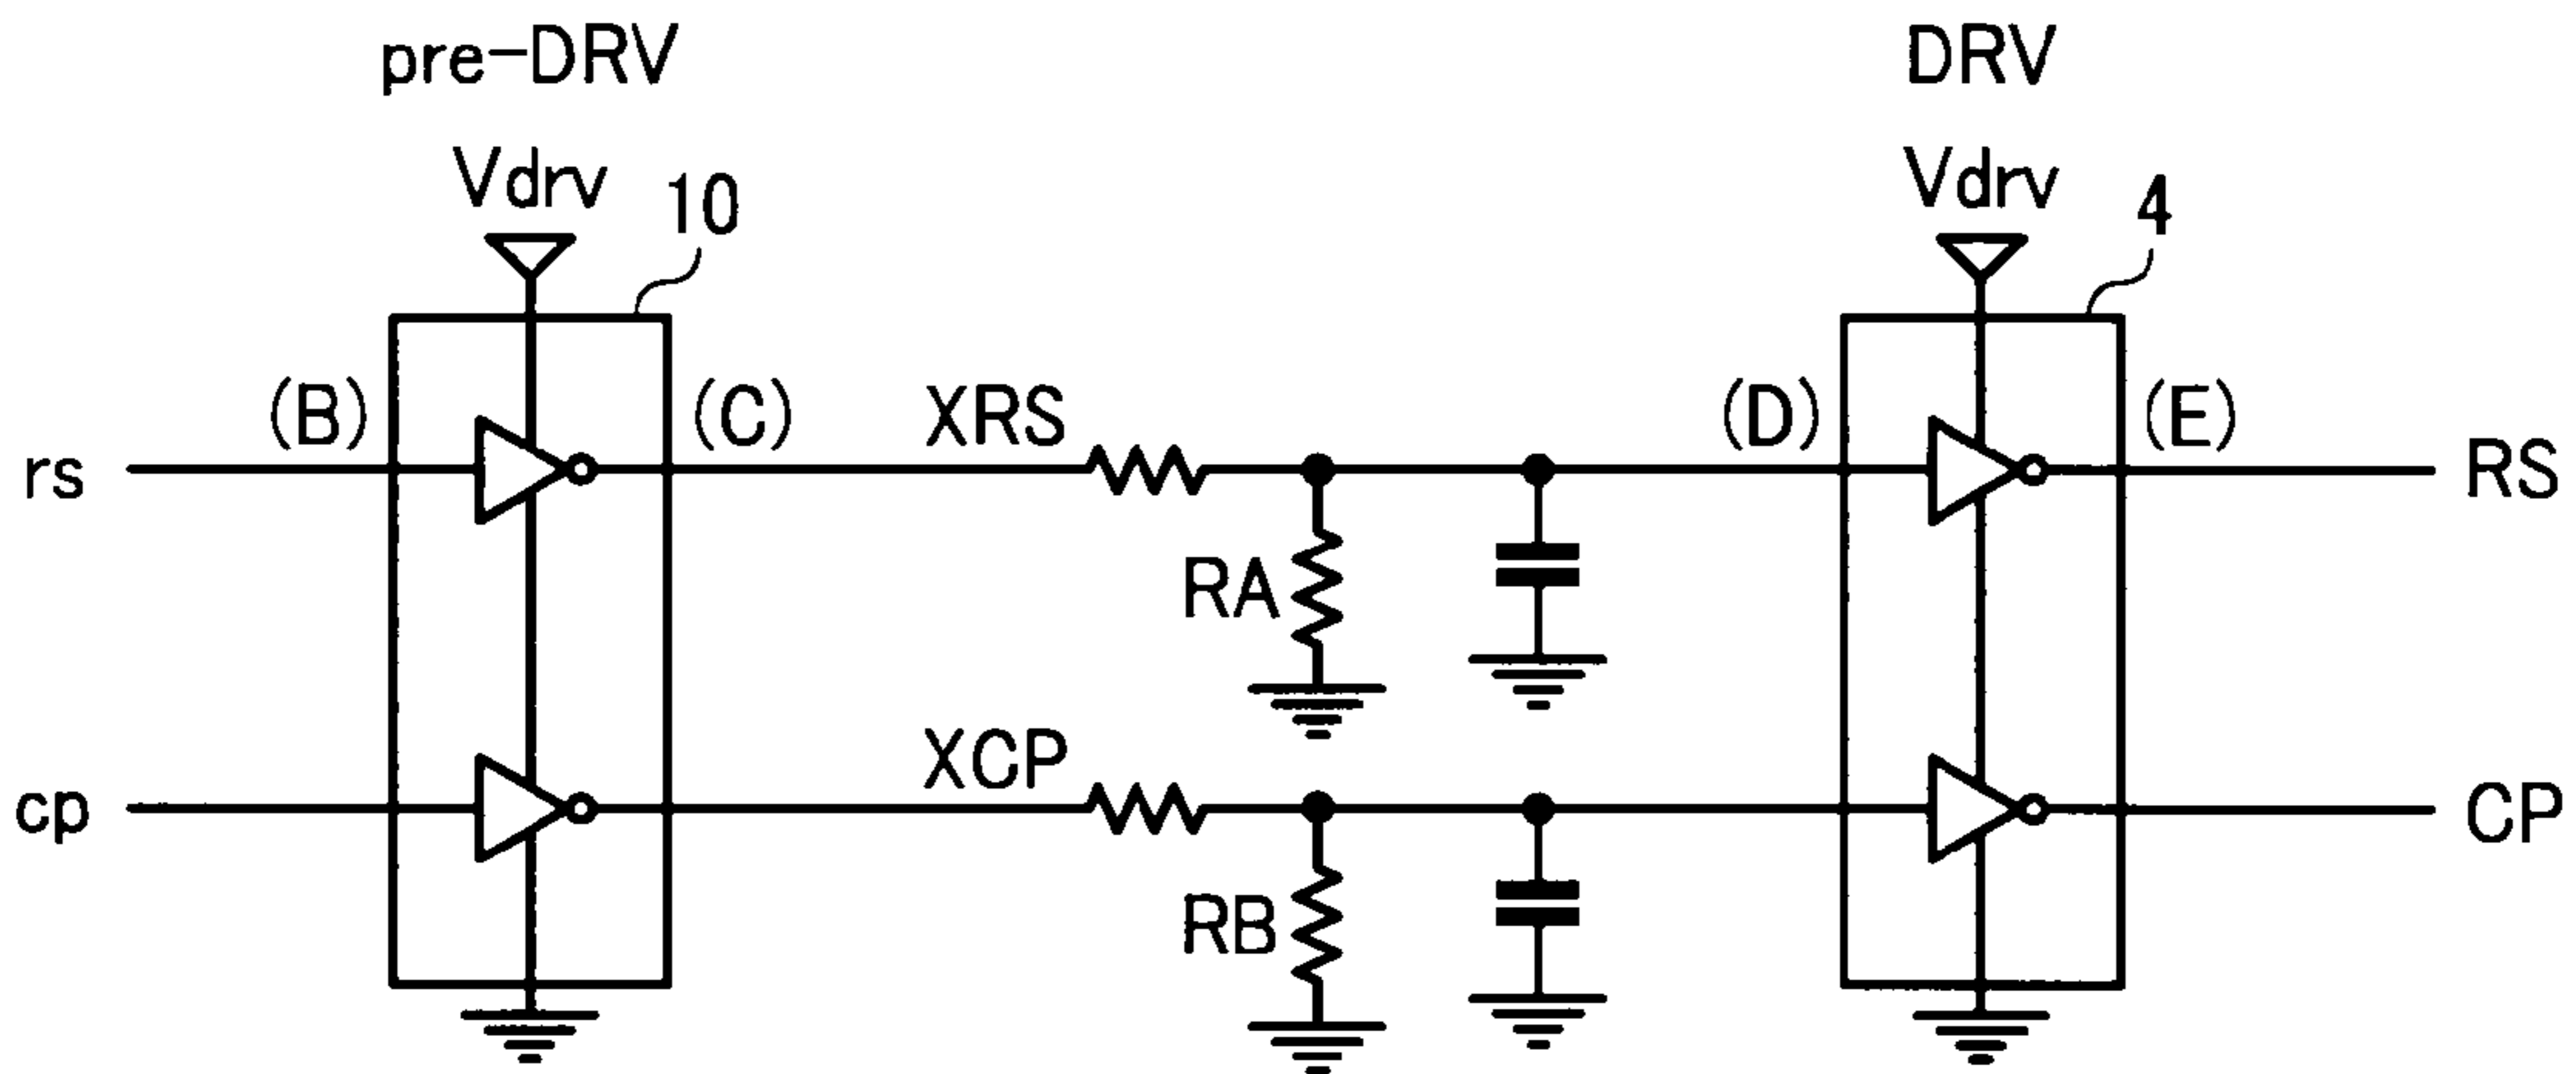 pre-DRV
DRV
Vdrv
10
Vdrv
4
(B)
(C)
XRS
(D)
(E)
rs
RS
RA
XCP
cp
CP
RB